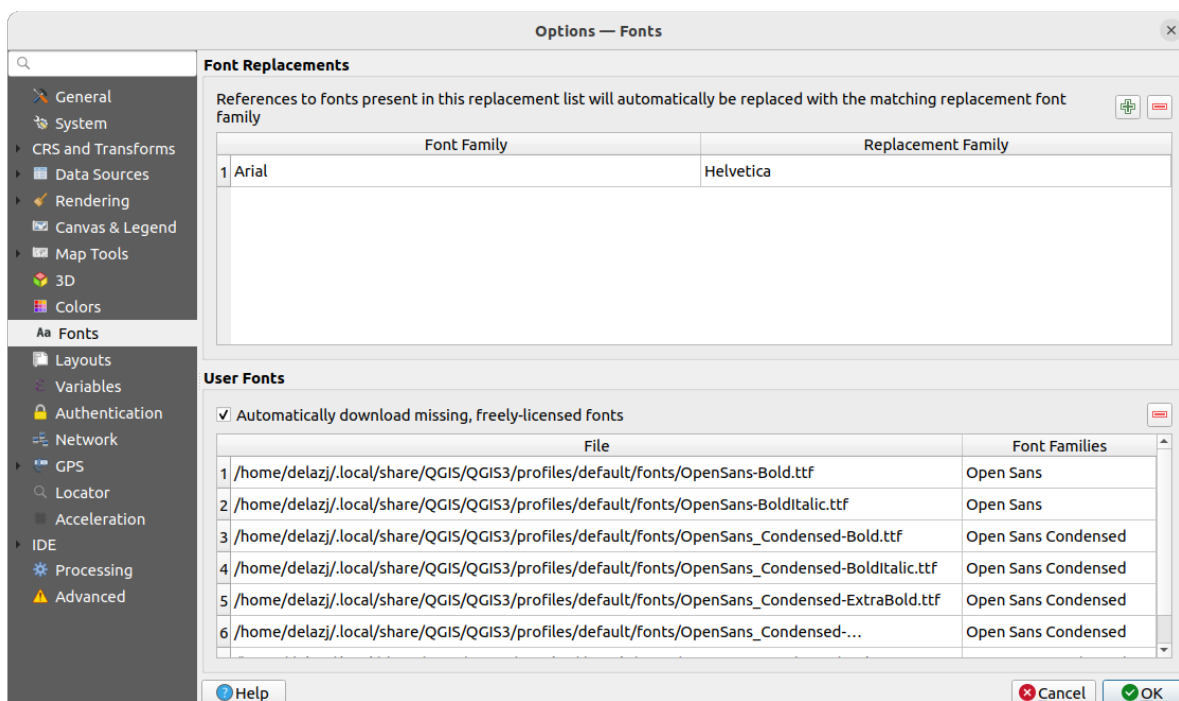 Options — Fonts
General
System
CRS and Transforms
Data Sources
Rendering
Canvas & Legend
Map Tools
3D
Colors
Aa Fonts
Layouts
Variables
Authentication
Network
GPS
Locator
Acceleration
IDE
Processing
Advanced
Font Replacements
References to fonts present in this replacement list will automatically be replaced with the matching replacement font
family
Font Family Replacement Family
1 Arial Helvetica
User Fonts
Automatically download missing, freely-licensed fonts
File Font Families
1 /home/delazj/.local/share/QGIS/QGIS3/profiles/default/fonts/OpenSans-Bold.ttf Open Sans
2 /home/delazj/.local/share/QGIS/QGIS3/profiles/default/fonts/OpenSans-BoldItalic.ttf Open Sans
3 /home/delazj/.local/share/QGIS/QGIS3/profiles/default/fonts/OpenSans_Condensed-Bold.ttf Open Sans Condensed
4 /home/delazj/.local/share/QGIS/QGIS3/profiles/default/fonts/OpenSans_Condensed-BoldItalic.ttf Open Sans Condensed
5 /home/delazj/.local/share/QGIS/QGIS3/profiles/default/fonts/OpenSans_Condensed-ExtraBold.ttf Open Sans Condensed
6 /home/delazj/.local/share/QGIS/QGIS3/profiles/default/fonts/OpenSans_Condensed-... Open Sans Condensed
Help Cancel OK